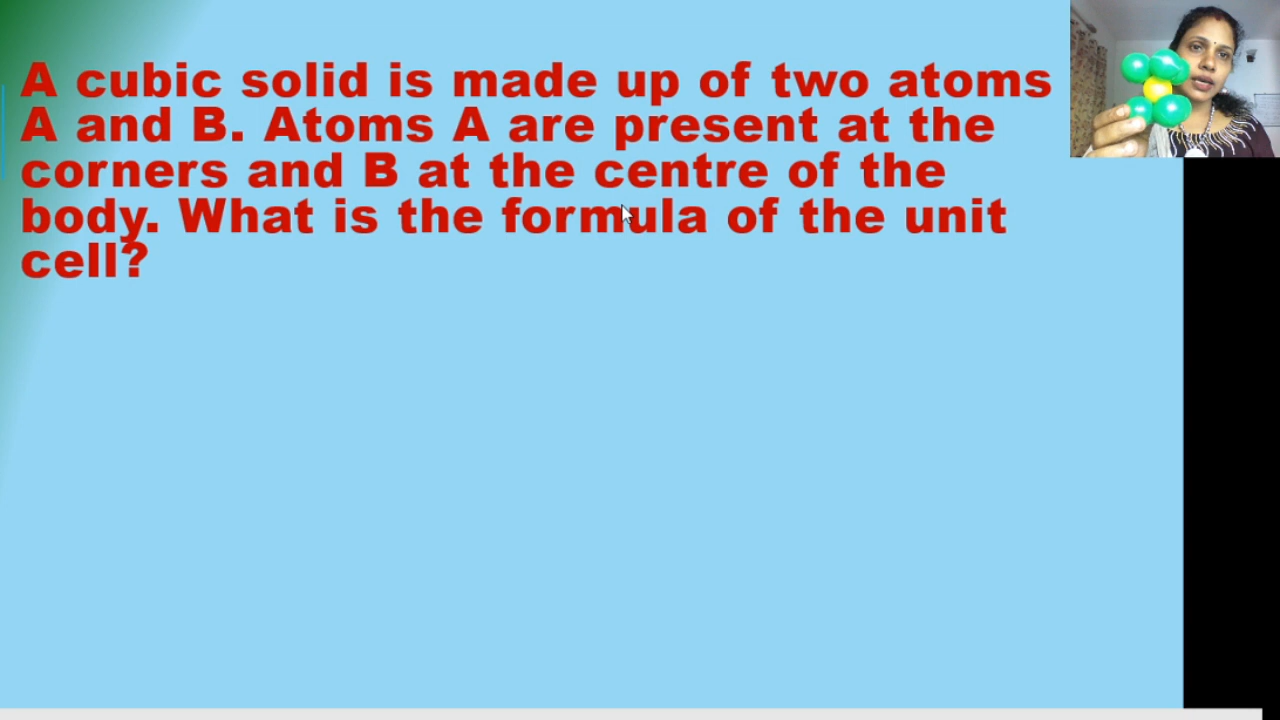 A cubic solid is made up of two atoms
A and B. Atoms A are present at the
corners and B at the centre of the
body. What is the formula of the unit
cell?